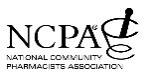 NCPA
NATIONAL COMMUNITY
PHARMACISTS ASSOCIATION